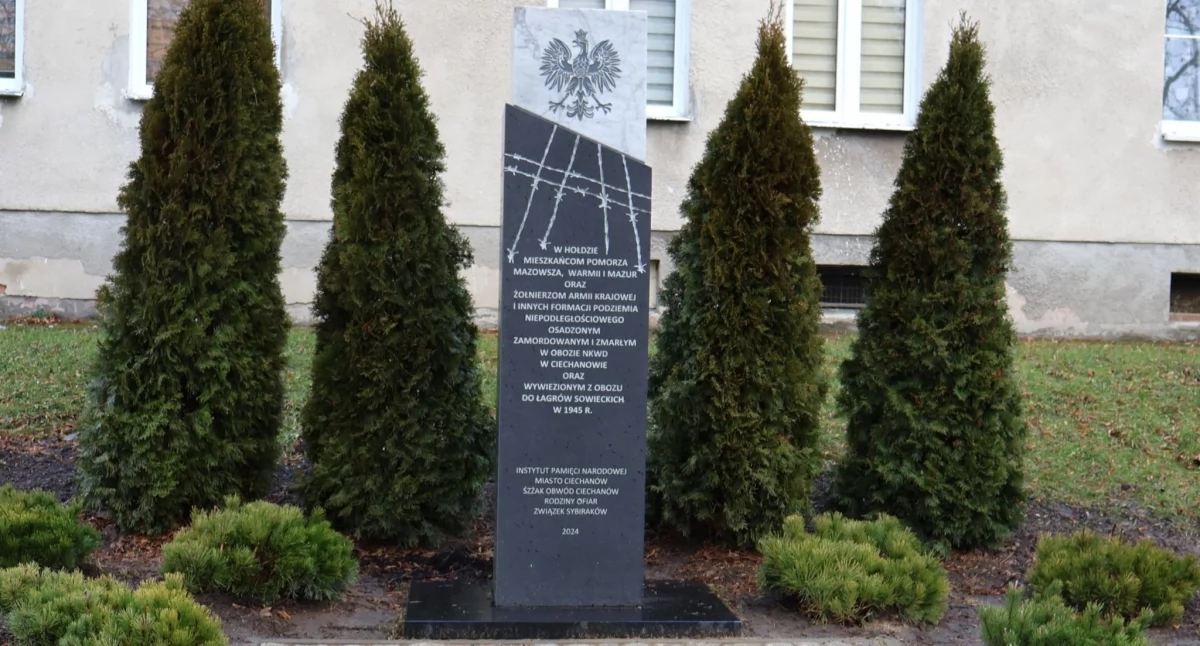 W HOŁDZIE
MIESZKAŃCOM POMORZA
MAZOWSZA, WARMII I MAZUR
ORAZ
ŻOŁNIERZOM ARMII KRAJOWEJ
I INNYCH FORMACJI PODZIEMIA
NIEPODLEGŁOŚCIOWEGO
OSADZONYM
ZAMORDOWANYM I ZMARŁYM
W OBOZIE NKWD
W CIECHANOWIE
ORAZ
WYWIEZIONYM Z OBOZU
DO ŁAGRÓW SOWIECKICH
W 1945 R.
INSTYTUT PAMIĘCI NARODOWEJ
MIASTO CIECHANÓW
ŚZŻAK OBWÓD CIECHANÓW
RODZINY OFIAR
ZWIĄZEK SYBIRAKÓW
2024